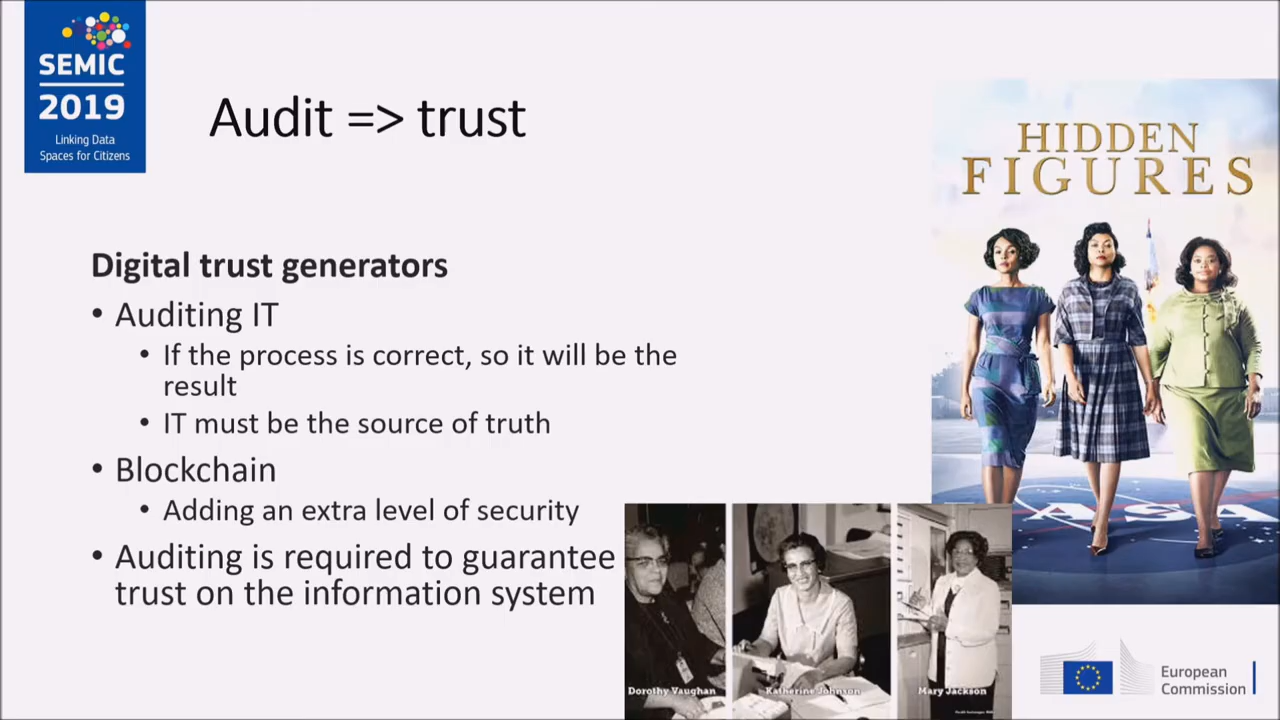 SEMIC
2019
Linking Data
Spaces for Citizens
Audit => trust
HIDDEN
FIGURES
Digital trust generators
• Auditing IT
• If the process is correct, so it will be the
result
• IT must be the source of truth
• Blockchain
• Adding an extra level of security
• Auditing is required to guarantee
trust on the information system
ASA
Dorothy Vaughan
Katherine Johnson
Mary Jackson
European
Commission